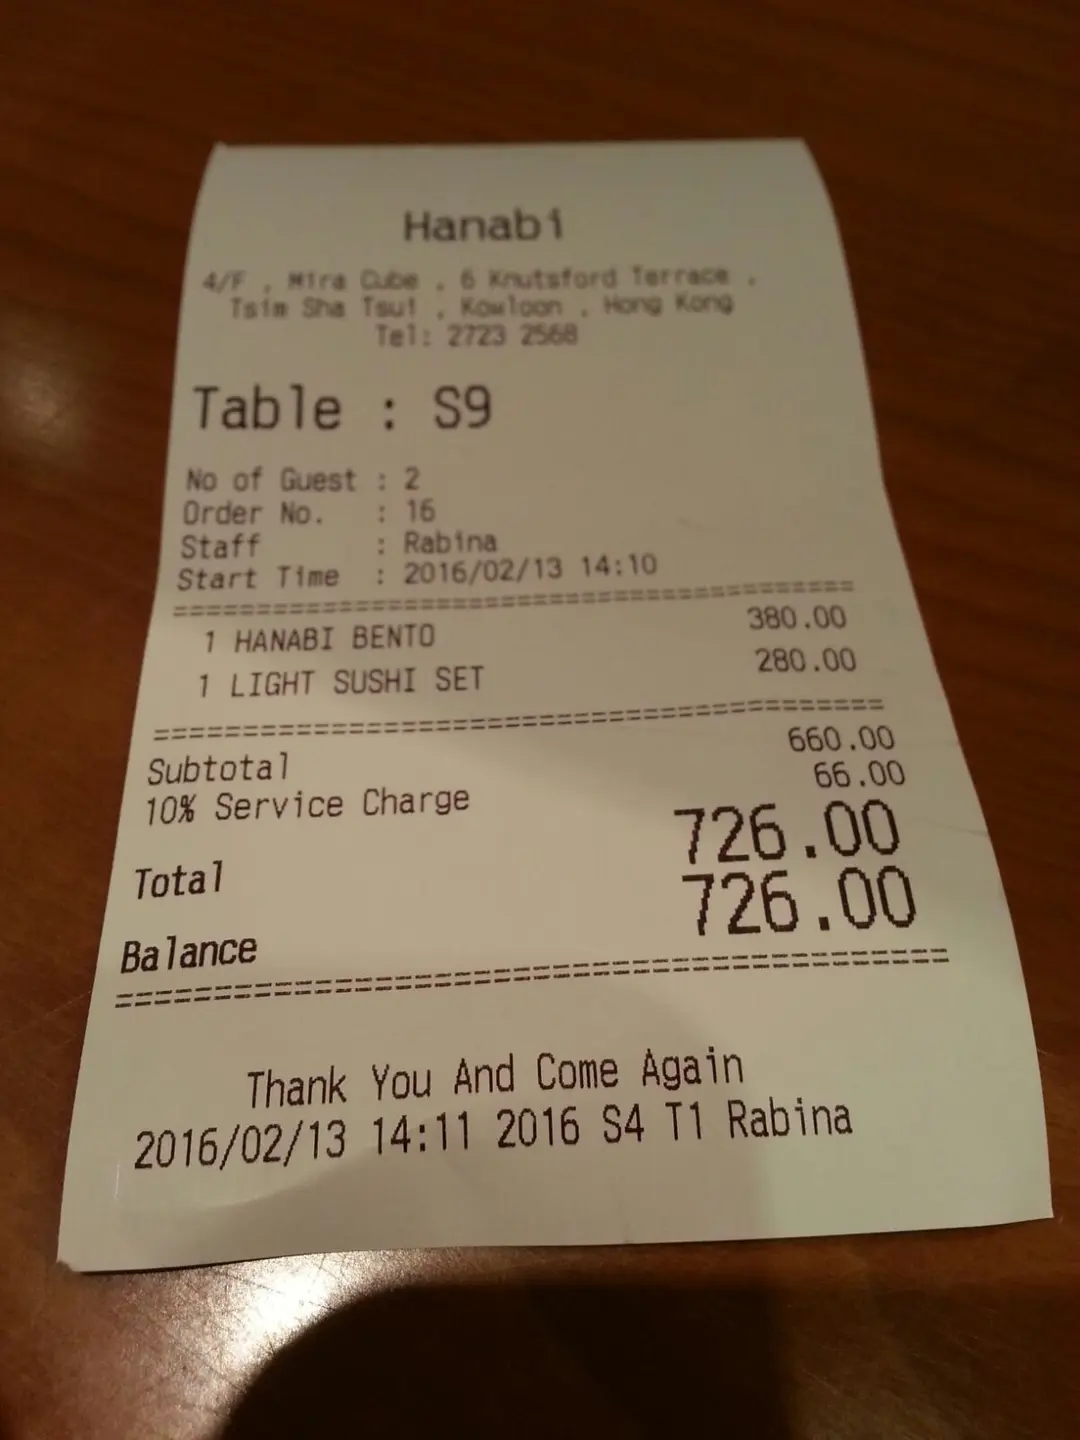 Hanabi
4/F , Mira Cube , 6 Knutsford Terrace ,
Tsim Sha Tsui , Kowloon , Hong Kong
Tel: 2723 2568
Table : S9
No of Guest : 2
Order No. : 16
Staff : Rabina
Start Time : 2016/02/13 14:10
1 HANABI BENTO 380.00
1 LIGHT SUSHI SET 280.00
Subtotal 660.00
10% Service Charge 66.00
Total 726.00
Balance 726.00
Thank You And Come Again
2016/02/13 14:11 2016 S4 T1 Rabina